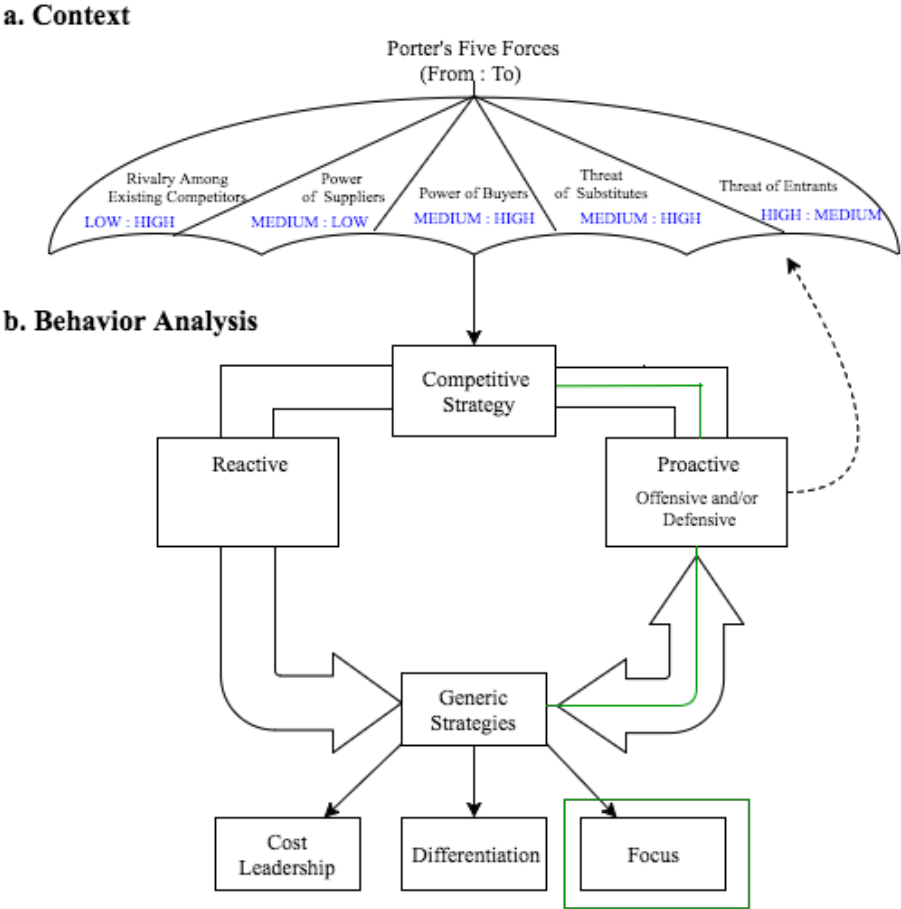 a. Context
Porter's Five Forces
(From : To)
Rivalry Among
Existing Competitors
LOW : HIGH
Power
of Suppliers
MEDIUM : LOW
Power of Buyers
MEDIUM : HIGH
Threat
of Substitutes
MEDIUM : HIGH
Threat of Entrants
HIGH : MEDIUM
b. Behavior Analysis
Competitive
Strategy
Reactive
Proactive
Offensive and/or
Defensive
Generic
Strategies
Cost
Leadership
Differentiation
Focus